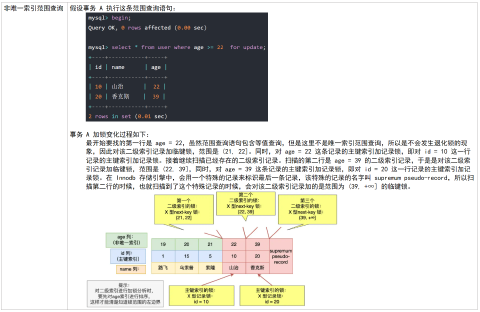 非唯一索引范围查询
假设事务 A 执行这条范围查询语句:
mysql> begin;
Query OK, 0 rows affected (0.00 sec)
mysql> select * from user where age >= 22  for update;
| id | name | age |
| 10 | 山治 | 22 |
| 20 | 香克斯 | 39 |
2 rows in set (0.01 sec)
事务 A 加锁变化过程如下:
最开始要找的第一行是 age = 22, 虽然范围查询语句包含等值查询, 但是这里不是唯一索引范围查询, 所以是不会发生退化锁的现
象, 因此对该二级索引记录加临键锁, 范围是 (21, 22]。同时, 对 age = 22 这条记录的主键索引加记录锁, 即对 id = 10 这一行
记录的主键索引加记录锁。接着继续扫描已经存在的二级索引记录。扫描的第二行是 age = 39 的二级索引记录, 于是是对该二级索
引记录加临键锁, 范围是 (22, 39]。同时, 对 age = 39 这条记录的主键索引加记录锁, 即对 id = 20 这一行记录的主键索引加记录
锁。在 Innodb 存储引擎中, 会用一个特殊的记录来标识最后一条记录, 该特殊的记录的名字叫 supremum pseudo-record, 所以扫
描第二行的时候, 也就扫描到了这个特殊记录的时候, 会对该二级索引记录加的是范围为 (39, +∞] 的临键锁。
第一个
二级索引的锁:
X 型next-key 锁:
(21, 22]
第二个
二级索引的锁:
X 型next-key 锁:
(22, 39]
第三个
二级索引的锁:
X 型next-key 锁:
(39, +∞]
age 列:
(非唯一索引)
19
20
21
22
39
supremum
pseudo-
record
id 列:
(主键索引)
1
15
5
10
20
name 列:
路飞
乌索普
索隆
山治
香克斯
提示:
对二级索引进行加锁分析时,
要先对age索引进行排序,
主键索引的锁:
X 型记录锁:
id = 10
主键索引的锁:
X 型记录锁:
id = 20